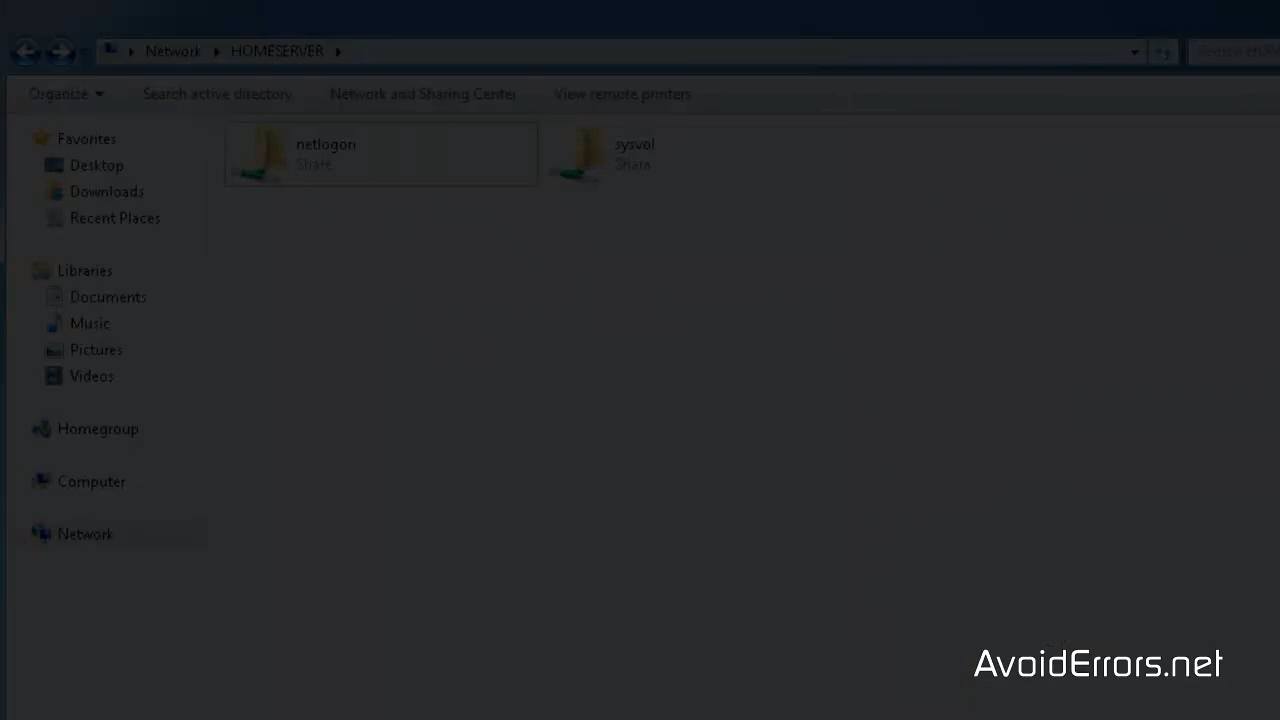 Network HOMESERVER
Organize Search active directory Network and Sharing Center View remote printers
Favorites
Desktop
Downloads
Recent Places
Libraries
Documents
Music
Pictures
Videos
Homegroup
Computer
Network
netlogon
Share
sysvol
Share
AvoidErrors.net